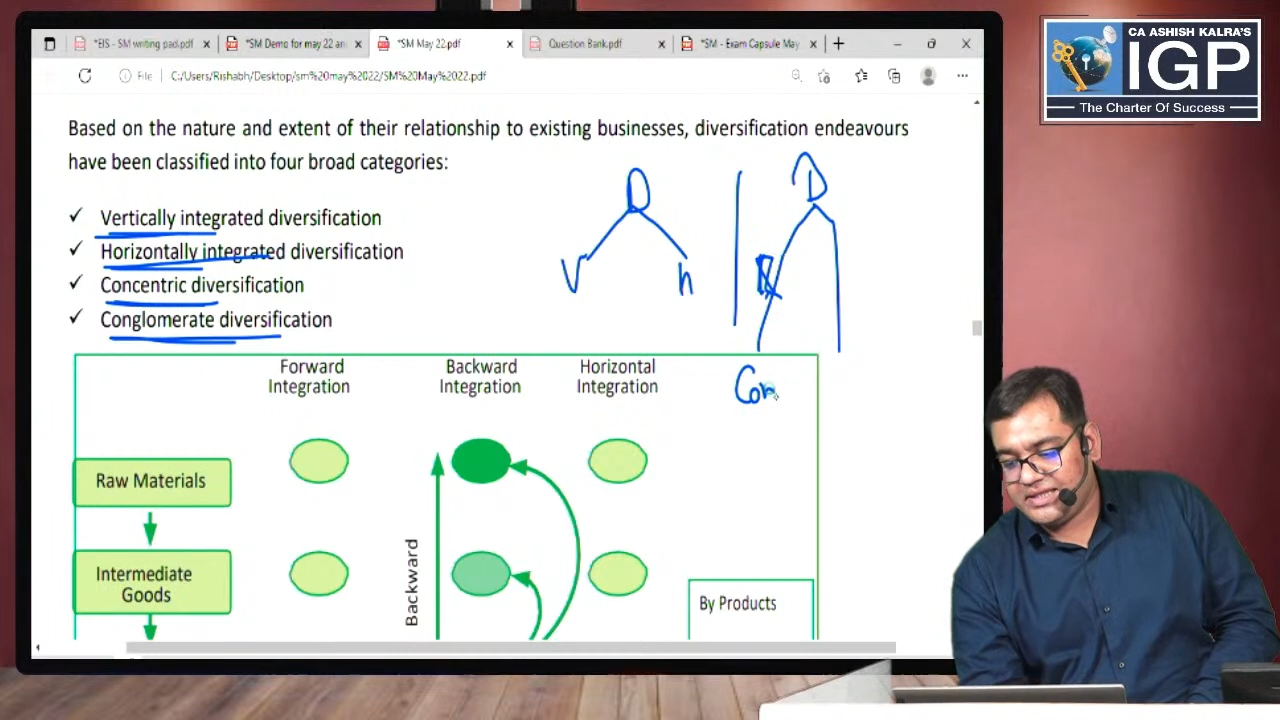 *EIS - SM writing pad.pdf
*SM Demo for may 22 an
*SM May 22.pdf
Question Bank.pdf
*SM - Exam Capsule May
File
C:/Users/Rishabh/Desktop/sm%20may%2022/SM%20May%2022.pdf
CA ASHISH KALRA'S
IGP
The Charter Of Success
Based on the nature and extent of their relationship to existing businesses, diversification endeavours
have been classified into four broad categories:
✓ Vertically integrated diversification
✓ Horizontally integrated diversification
✓ Concentric diversification
✓ Conglomerate diversification
D
V
h
D
Con
Forward
Integration
Backward
Integration
Horizontal
Integration
Raw Materials
Intermediate
Goods
Backward
By Products